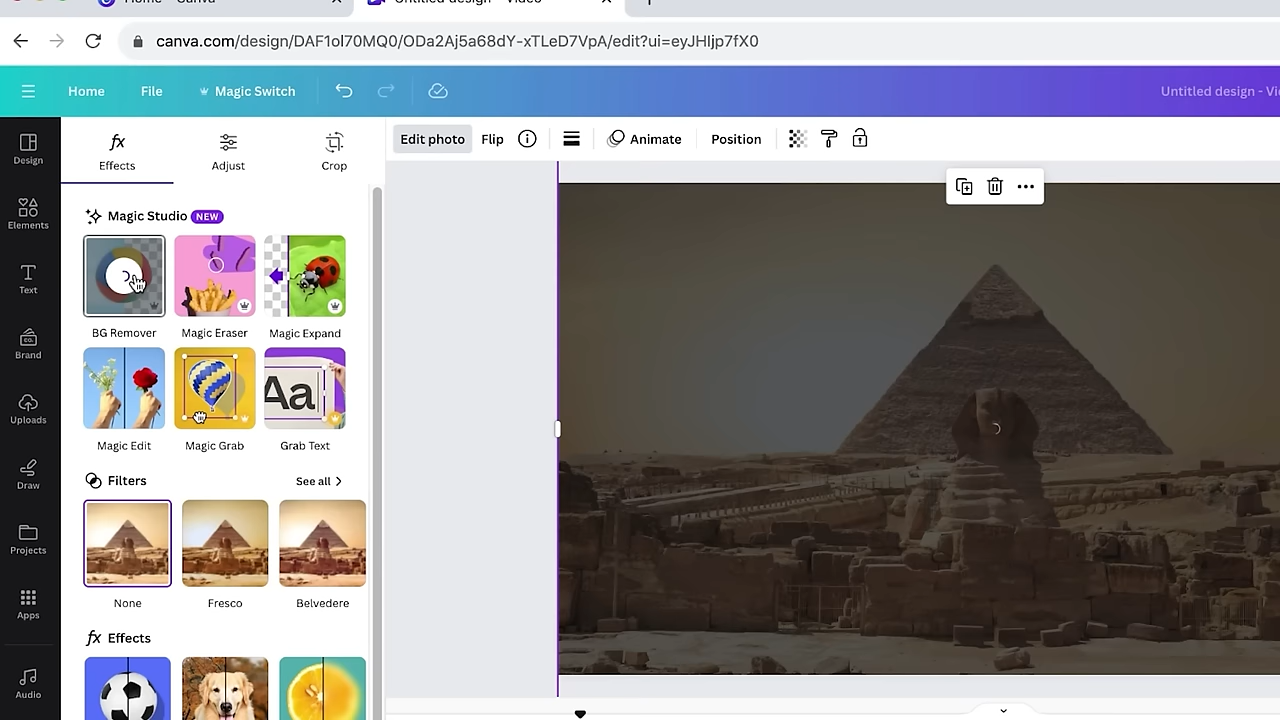 Home - Canva
Untitled design - Video
canva.com/design/DAF1ol70MQ0/ODa2Aj5a68dY-xTLeD7VpA/edit?ui=eyJHIjp7fX0
Home
File
Magic Switch
Untitled design - Vi
Design
Elements
Text
Brand
Uploads
Draw
Projects
Apps
Audio
Effects
Adjust
Crop
Edit photo
Flip
Animate
Position
Magic Studio NEW
BG Remover
Magic Eraser
Magic Expand
Aa
Magic Edit
Magic Grab
Grab Text
Filters
See all
None
Fresco
Belvedere
fx Effects